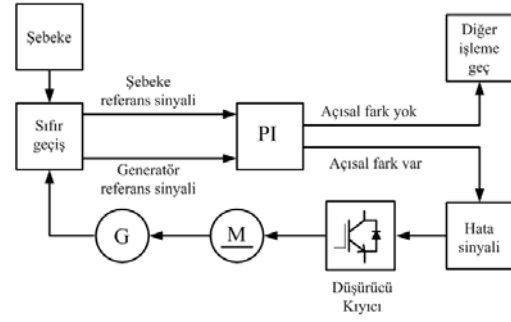 Şebeke
Diğer
işleme
geç
Şebeke
referans sinyali
Sıfır
geçiş
PI
Açısal fark yok
Açısal fark var
Generatör
referans sinyali
G
M
Hata
sinyali
Düşürücü
Kıyıcı